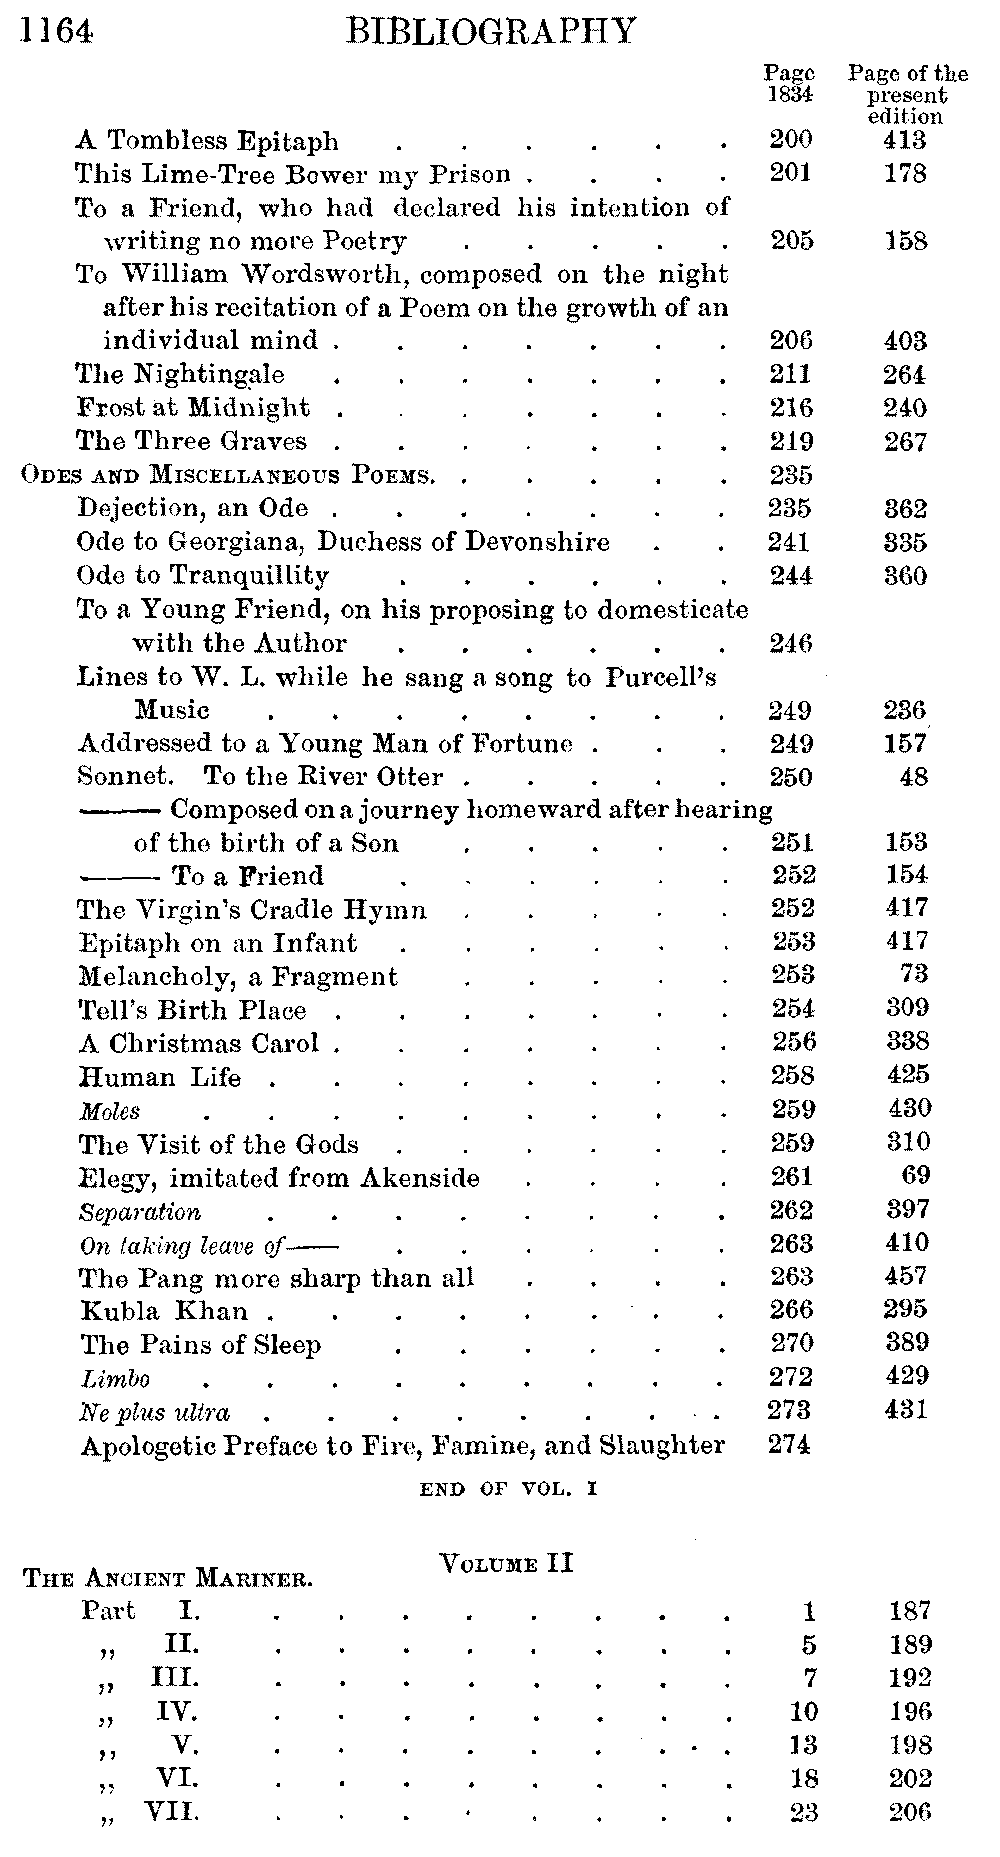 1164 BIBLIOGRAPHY
Page Page of the
1834 present
edition
A Tombless Epitaph . . . . . . 200 413
This Lime-Tree Bower my Prison . . . . 201 178
To a Friend, who had declared his intention of
writing no more Poetry . . . . . 205 158
To William Wordsworth, composed on the night
after his recitation of a Poem on the growth of an
individual mind . . . . . . . 206 403
The Nightingale . . . . . . . 211 264
Frost at Midnight . . . . . . . 216 240
The Three Graves . . . . . . . 219 267
ODES AND MISCELLANEOUS POEMS. . . . . . 235
Dejection, an Ode . . . . . . . 235 362
Ode to Georgiana, Duchess of Devonshire . . 241 335
Ode to Tranquillity . . . . . . 244 360
To a Young Friend, on his proposing to domesticate
with the Author . . . . . . 246
Lines to W. L. while he sang a song to Purcell's
Music . . . . . . . . 249 236
Addressed to a Young Man of Fortune . . . 249 157
Sonnet. To the River Otter . . . . . 250 48
—— Composed on a journey homeward after hearing
of the birth of a Son . . . . . 251 153
—— To a Friend . . . . . . 252 154
The Virgin's Cradle Hymn . . . . . 252 417
Epitaph on an Infant . . . . . . 253 417
Melancholy, a Fragment . . . . . 253 73
Tell's Birth Place . . . . . . . 254 309
A Christmas Carol . . . . . . . 256 338
Human Life . . . . . . . . 258 425
Moles . . . . . . . . . 259 430
The Visit of the Gods . . . . . . 259 310
Elegy, imitated from Akenside . . . . 261 69
Separation . . . . . . . . 262 397
On taking leave of—— . . . . . . 263 410
The Pang more sharp than all . . . . 263 457
Kubla Khan . . . . . . . . 266 295
The Pains of Sleep . . . . . . 270 389
Limbo . . . . . . . . . 272 429
Ne plus ultra . . . . . . . . 273 431
Apologetic Preface to Fire, Famine, and Slaughter 274
END OF VOL. I
VOLUME II
THE ANCIENT MARINER.
Part I. . . . . . . . . 1 187
„ II. . . . . . . . . 5 189
„ III. . . . . . . . . 7 192
„ IV. . . . . . . . . 10 196
„ V. . . . . . . . . . 13 198
„ VI. . . . . . . . . 18 202
„ VII. . . . . . . . . 23 206